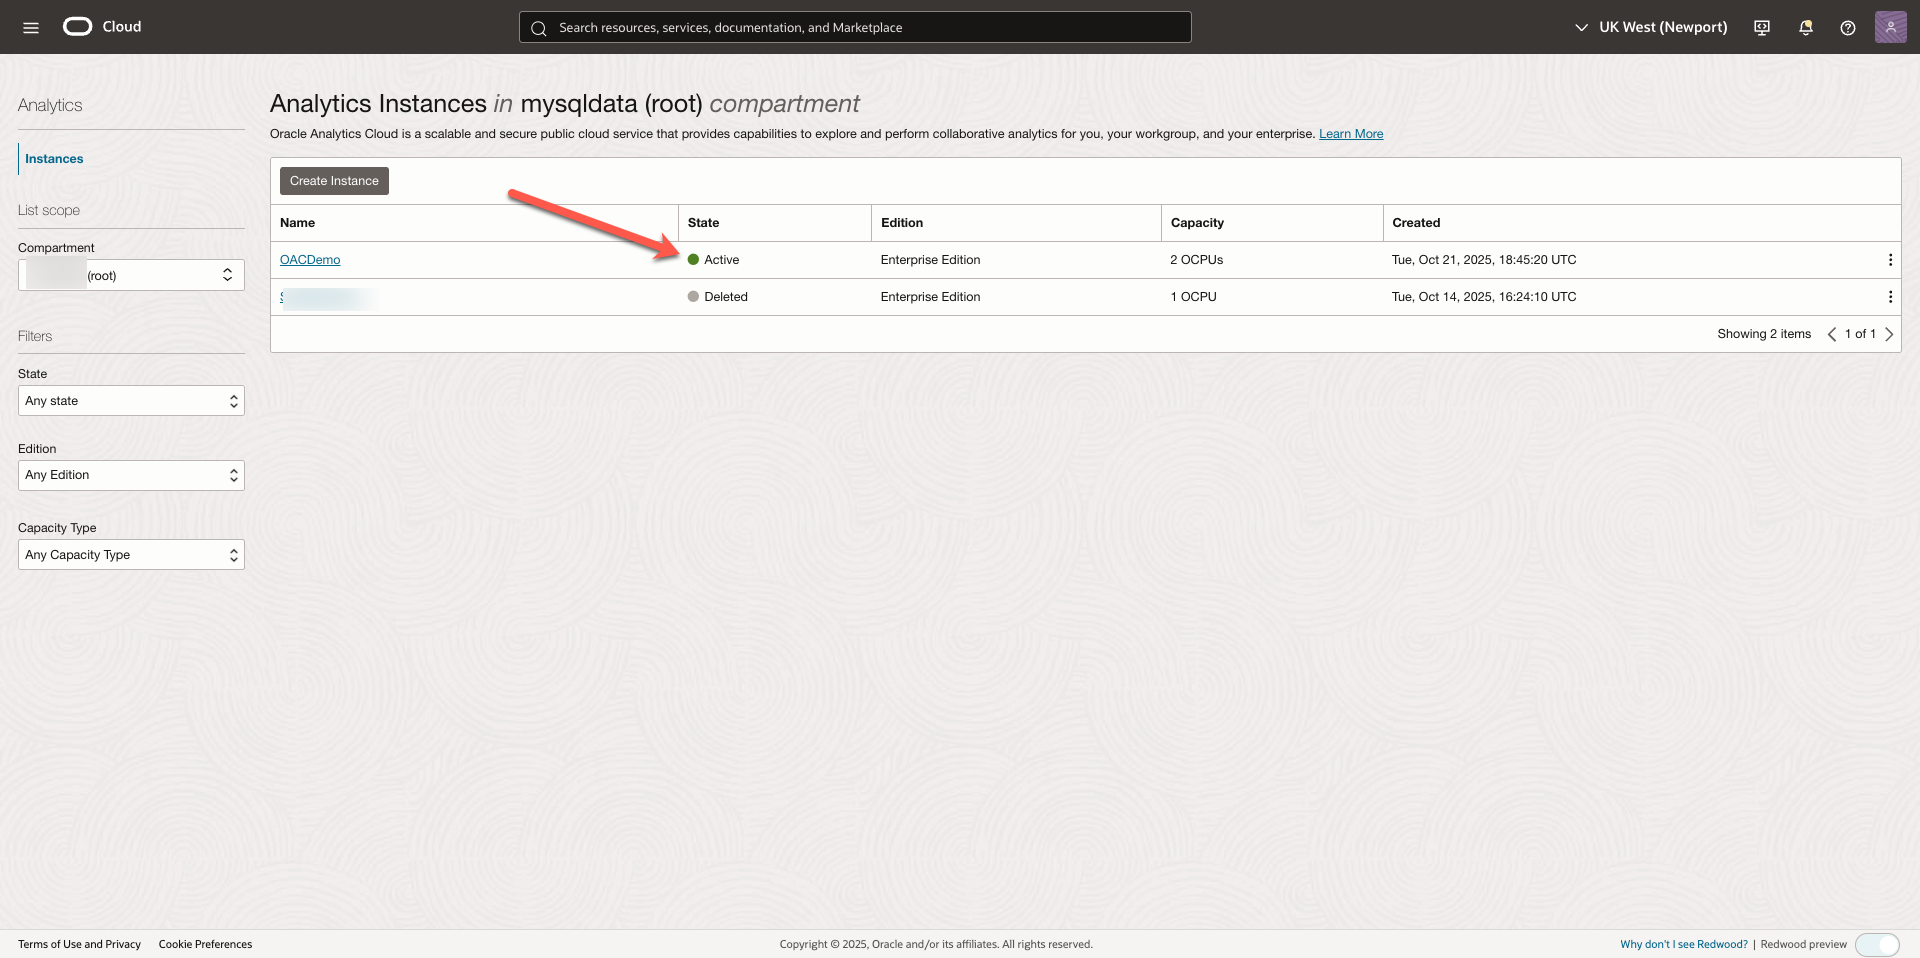 Cloud
Search resources, services, documentation, and Marketplace
UK West (Newport)
Analytics
Instances
List scope
Compartment
(root)
Filters
State
Any state
Edition
Any Edition
Capacity Type
Any Capacity Type
Analytics Instances in mysqldata (root) compartment
Oracle Analytics Cloud is a scalable and secure public cloud service that provides capabilities to explore and perform collaborative analytics for you, your workgroup, and your enterprise. Learn More
Create Instance
Name State Edition Capacity Created
OACDemo Active Enterprise Edition 2 OCPUs Tue, Oct 21, 2025, 18:45:20 UTC
Deleted Enterprise Edition 1 OCPU Tue, Oct 14, 2025, 16:24:10 UTC
Showing 2 items 1 of 1
Terms of Use and Privacy Cookie Preferences
Copyright © 2025, Oracle and/or its affiliates. All rights reserved.
Why don't I see Redwood? | Redwood preview